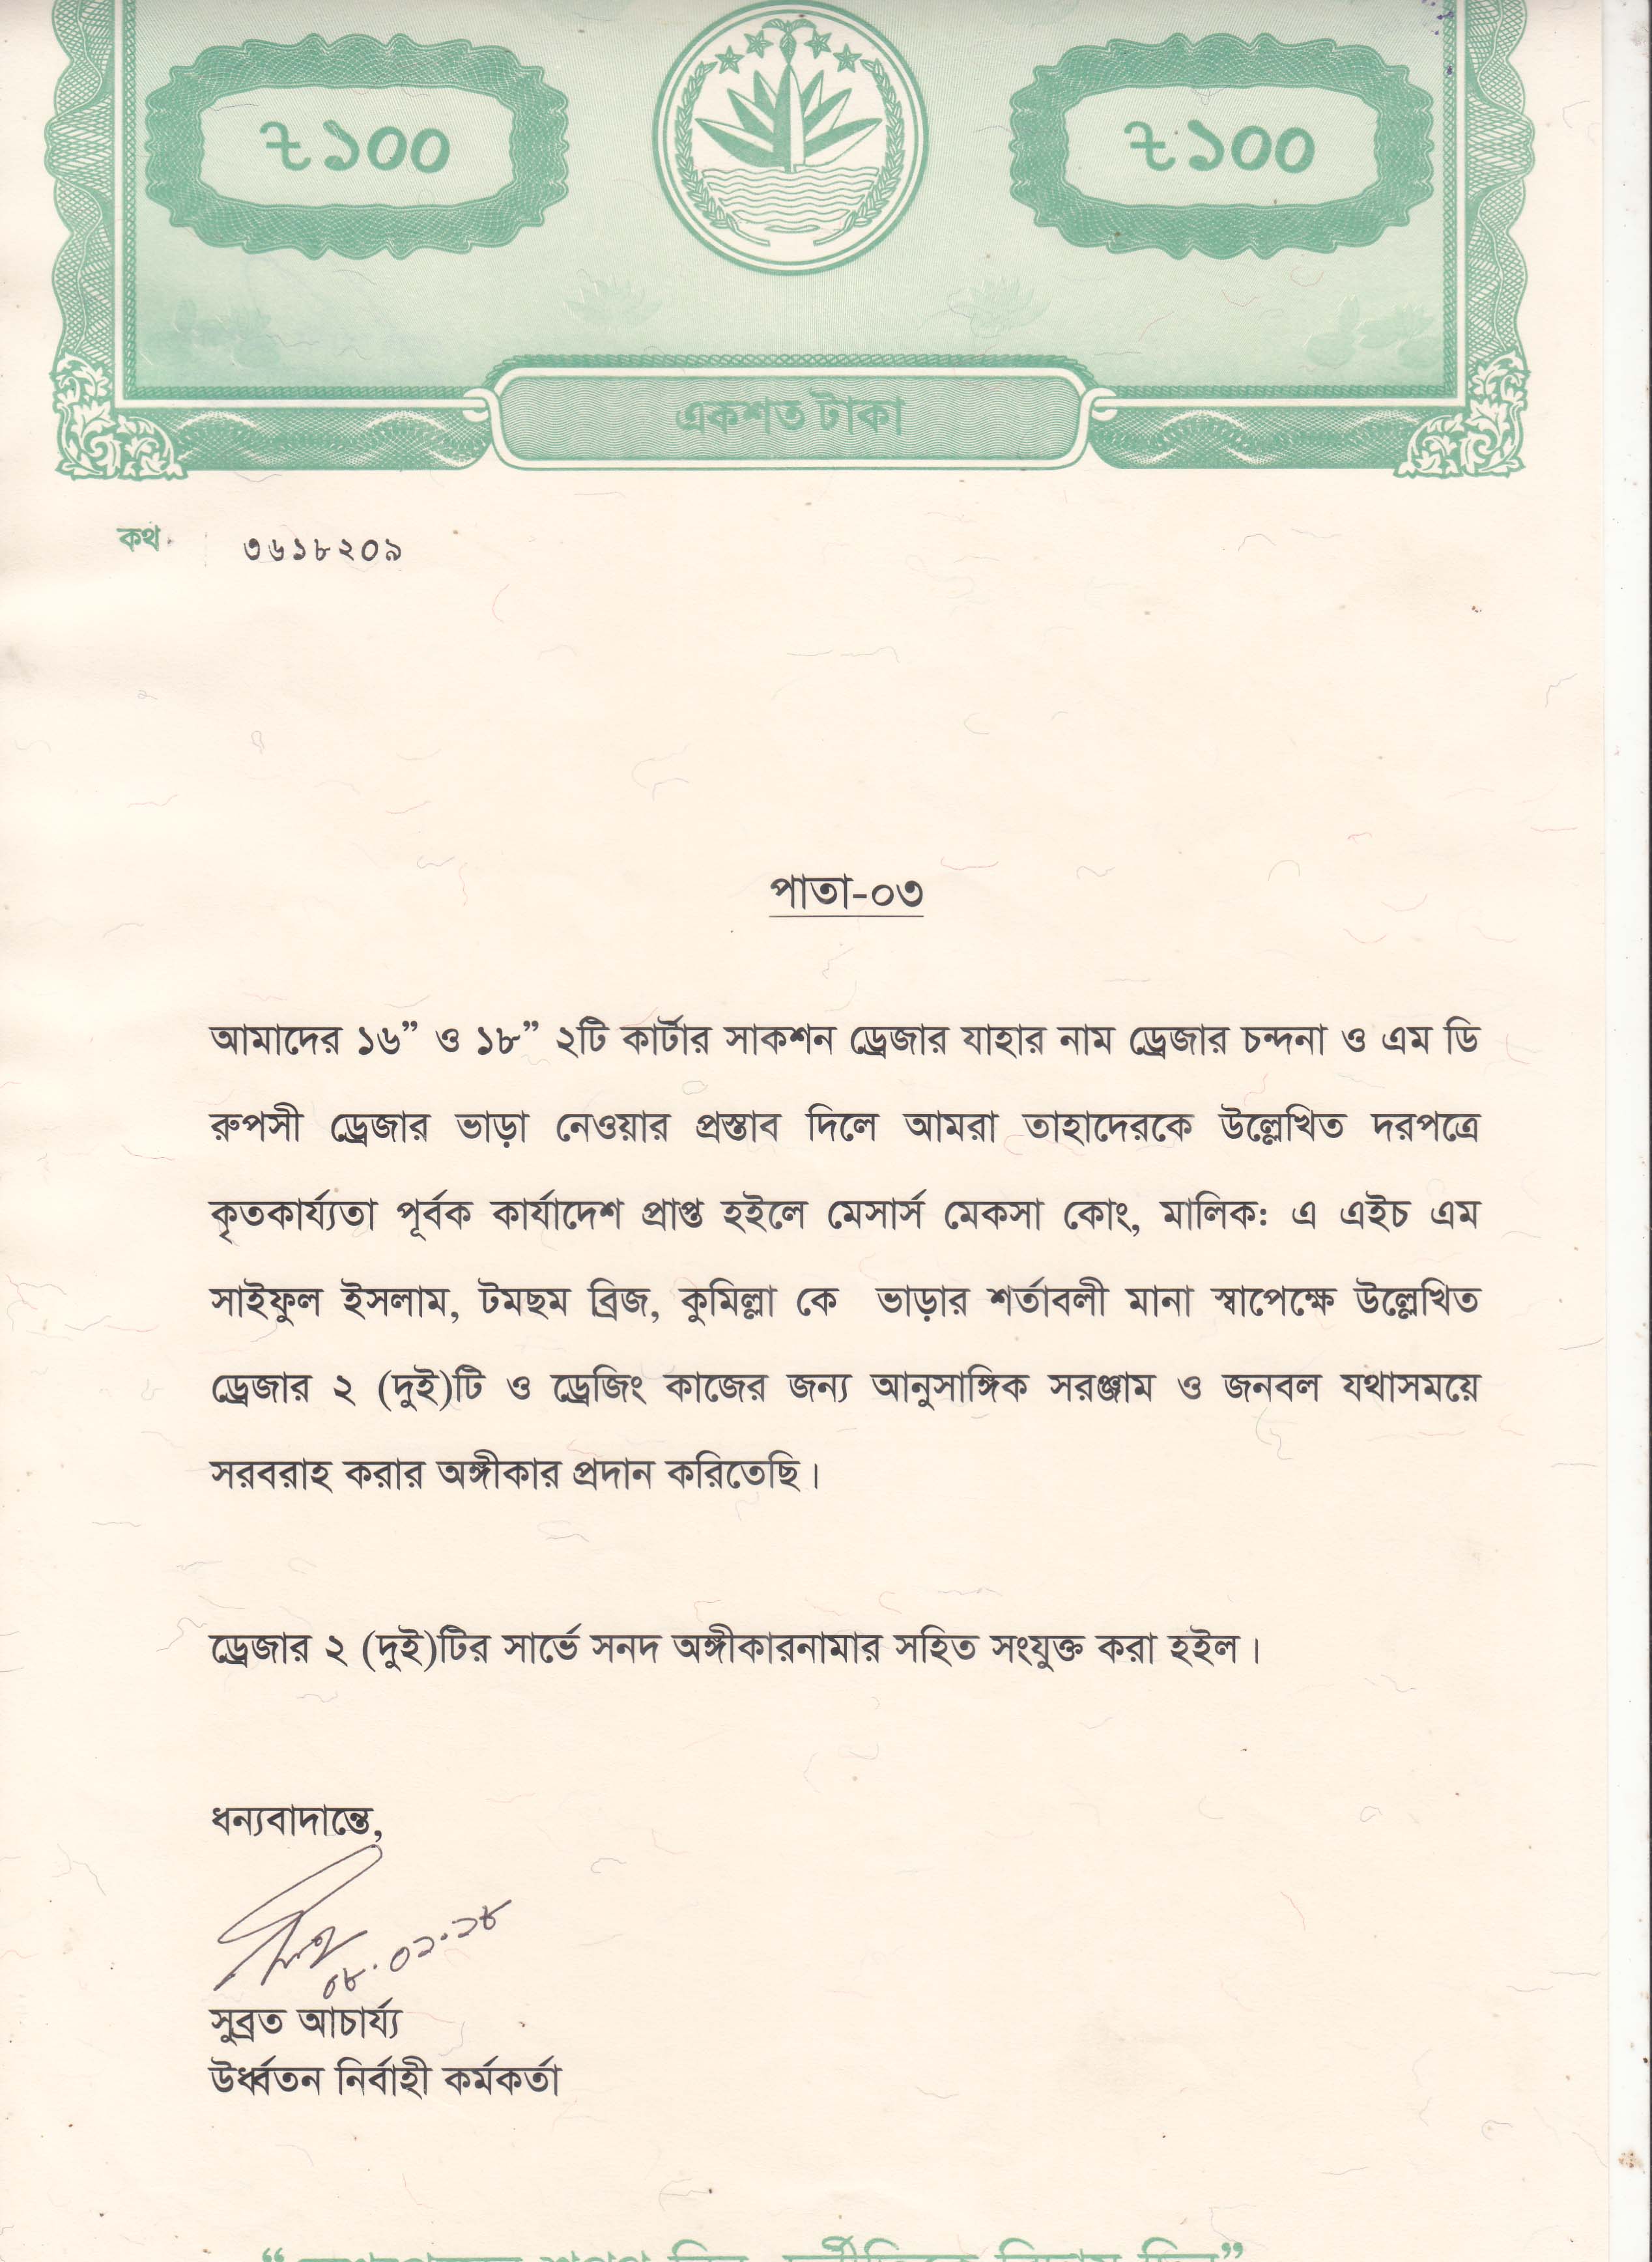 ৳ ১০০ ৳ ১০০
একশত টাকা
কথ ৩৬১৮২০৯
পাতা-০৩
আমাদের ১৬” ও ১৮” ২টি কার্টার সাকশন ড্রেজার যাহার নাম ড্রেজার চন্দনা ও এম ডি
রুপসী ড্রেজার ভাড়া নেওয়ার প্রস্তাব দিলে আমরা তাহাদেরকে উল্লেখিত দরপত্রে
কৃতকার্য্যতা পূর্বক কার্যাদেশ প্রাপ্ত হইলে মেসার্স মেকসা কোং, মালিক: এ এইচ এম
সাইফুল ইসলাম, টমছম ব্রিজ, কুমিল্লা কে ভাড়ার শর্তাবলী মানা স্বাপেক্ষে উল্লেখিত
ড্রেজার ২ (দুই)টি ও ড্রেজিং কাজের জন্য আনুসাঙ্গিক সরঞ্জাম ও জনবল যথাসময়ে
সরবরাহ করার অঙ্গীকার প্রদান করিতেছি।
ড্রেজার ২ (দুই)টির সার্ভে সনদ অঙ্গীকারনামার সহিত সংযুক্ত করা হইল।
ধন্যবাদান্তে,
০৮.০১.১৮
সুব্রত আচার্য্য
উর্ধ্বতন নির্বাহী কর্মকর্তা